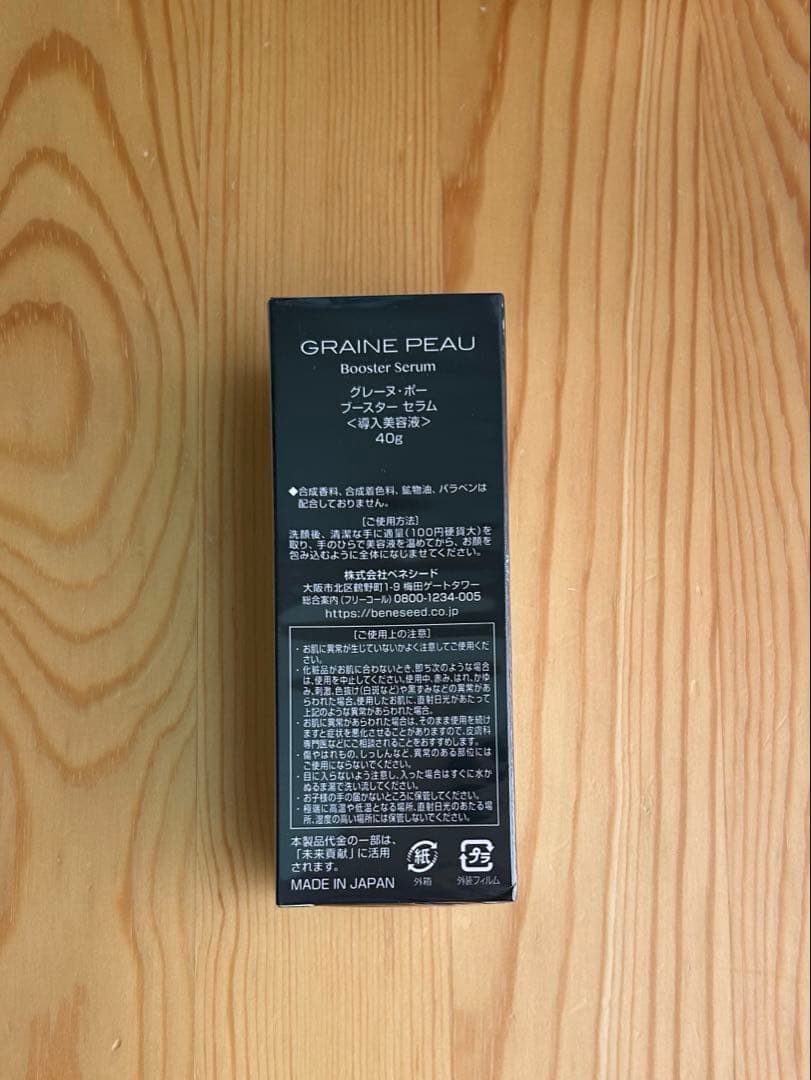 GRAINE PEAU
Booster Serum
グレーヌ・ポー
ブースター セラム
＜導入美容液＞
40g
◆合成香料、合成着色料、鉱物油、パラベンは
配合しておりません。
[ご使用方法]
洗顔後、清潔な手に適量(100円硬貨大)を
取り、手のひらで美容液を温めてから、お顔を
包み込むように全体になじませてください。
株式会社ベネシード
大阪市北区鶴野町1-9 梅田ゲートタワー
総合案内(フリーコール) 0800-1234-005
https://beneseed.co.jp
[ご使用上の注意]
・お肌に異常が生じていないかよく注意してご使用くだ
さい。
・化粧品がお肌に合わないとき、即ち次のような場合
は、使用を中止してください。使用中、赤み、はれ、かゆ
み、刺激、色抜け(白斑など)や黒ずみなどの異常があ
らわれた場合。使用したお肌に、直射日光があたって
上記のような異常があらわれた場合。
・お肌に異常があらわれた場合は、そのまま使用を続け
ますと症状を悪化させることがありますので、皮膚科
専門医などにご相談されることをおすすめします。
・傷やはれもの、しっしんなど、異常のある部位には
ご使用にならないでください。
・目に入らないよう注意し、入った場合はすぐに水か
ぬるま湯で洗い流してください。
・お子様の手の届かないところに保管してください。
・極端に高温や低温となる場所、直射日光のあたる場
所、湿度の高い場所には保管しないでください。
本製品代金の一部は、
「未来貢献」に活用
されます。
MADE IN JAPAN
紙
外箱
プラ
外装フィルム